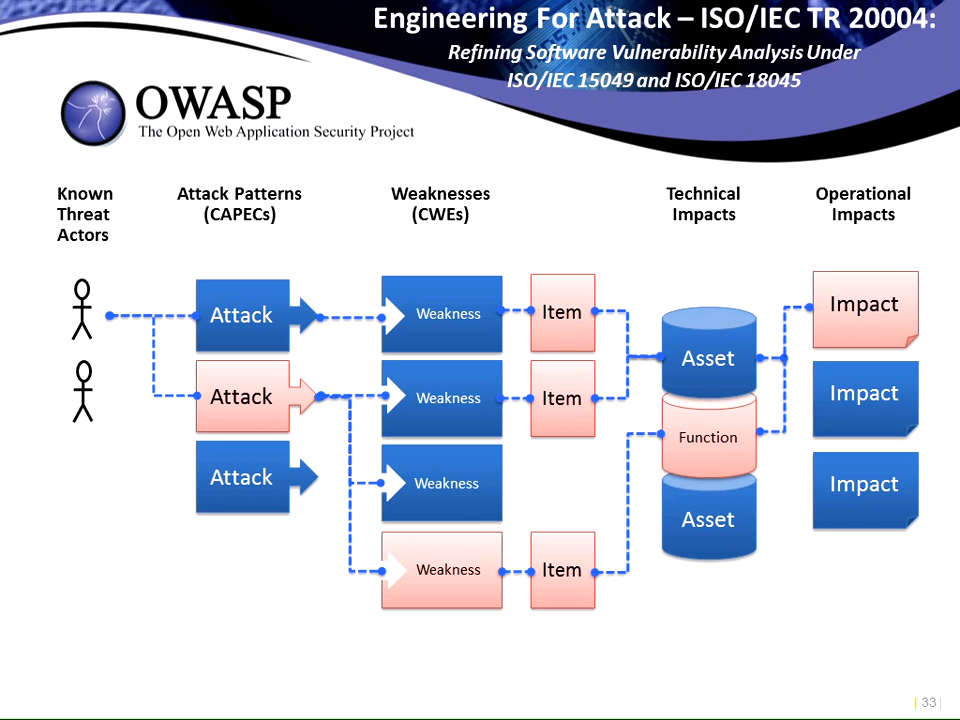 Engineering For Attack – ISO/IEC TR 20004:
Refining Software Vulnerability Analysis Under
ISO/IEC 15049 and ISO/IEC 18045
OWASP
The Open Web Application Security Project
Known
Threat
Actors
Attack Patterns
(CAPECs)
Weaknesses
(CWEs)
Technical
Impacts
Operational
Impacts
Attack
Weakness
Item
Asset
Impact
Attack
Weakness
Item
Function
Impact
Attack
Weakness
Asset
Impact
Weakness
Item
| 33 |